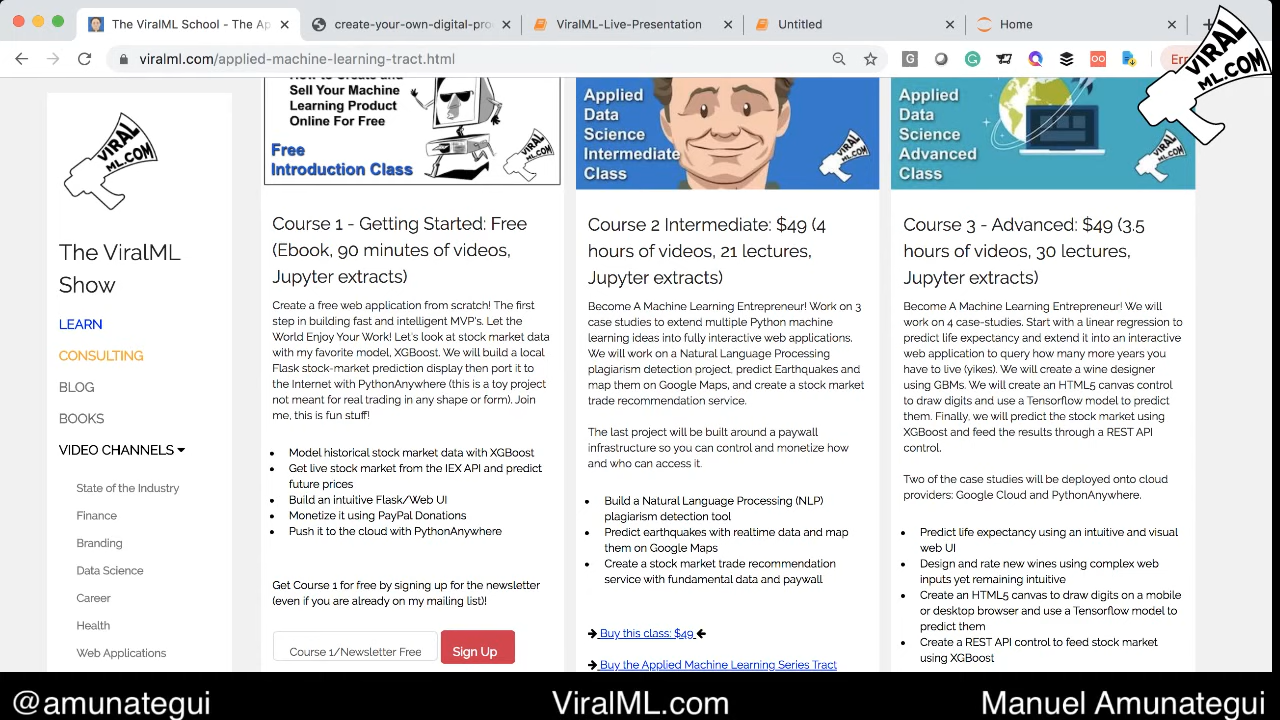 The ViralML School - The Ap
create-your-own-digital-pro
ViralML-Live-Presentation
Untitled
Home
viralml.com/applied-machine-learning-tract.html
VIRAL
ML.COM
VIRAL
ML.COM
The ViralML
Show
LEARN
CONSULTING
BLOG
BOOKS
VIDEO CHANNELS
State of the Industry
Finance
Branding
Data Science
Career
Health
Web Applications
How to Create and
Sell Your Machine
Learning Product
Online For Free
Free
Introduction Class
VIRAL
ML.COM
Course 1 - Getting Started: Free
(Ebook, 90 minutes of videos,
Jupyter extracts)
Create a free web application from scratch! The first
step in building fast and intelligent MVP's. Let the
World Enjoy Your Work! Let's look at stock market data
with my favorite model, XGBoost. We will build a local
Flask stock-market prediction display then port it to
the Internet with PythonAnywhere (this is a toy project
not meant for real trading in any shape or form). Join
me, this is fun stuff!
Model historical stock market data with XGBoost
Get live stock market from the IEX API and predict
future prices
Build an intuitive Flask/Web UI
Monetize it using PayPal Donations
Push it to the cloud with PythonAnywhere
Get Course 1 for free by signing up for the newsletter
(even if you are already on my mailing list)!
Course 1/Newsletter Free
Sign Up
Applied
Data
Science
Intermediate
Class
VIRAL
ML.COM
Course 2 Intermediate: $49 (4
hours of videos, 21 lectures,
Jupyter extracts)
Become A Machine Learning Entrepreneur! Work on 3
case studies to extend multiple Python machine
learning ideas into fully interactive web applications.
We will work on a Natural Language Processing
plagiarism detection project, predict Earthquakes and
map them on Google Maps, and create a stock market
trade recommendation service.
The last project will be built around a paywall
infrastructure so you can control and monetize how
and who can access it.
Build a Natural Language Processing (NLP)
plagiarism detection tool
Predict earthquakes with realtime data and map
them on Google Maps
Create a stock market trade recommendation
service with fundamental data and paywall
Buy this class: $49
Buy the Applied Machine Learning Series Tract
Applied
Data
Science
Advanced
Class
VIRAL
ML.COM
Course 3 - Advanced: $49 (3.5
hours of videos, 30 lectures,
Jupyter extracts)
Become A Machine Learning Entrepreneur! We will
work on 4 case-studies. Start with a linear regression to
predict life expectancy and extend it into an interactive
web application to query how many more years you
have to live (yikes). We will create a wine designer
using GBMs. We will create an HTML5 canvas control
to draw digits and use a Tensorflow model to predict
them. Finally, we will predict the stock market using
XGBoost and feed the results through a REST API
control.
Two of the case studies will be deployed onto cloud
providers: Google Cloud and PythonAnywhere.
Predict life expectancy using an intuitive and visual
web UI
Design and rate new wines using complex web
inputs yet remaining intuitive
Create an HTML5 canvas to draw digits on a mobile
or desktop browser and use a Tensorflow model to
predict them
Create a REST API control to feed stock market
using XGBoost
@amunategui
ViralML.com
Manuel Amunategui